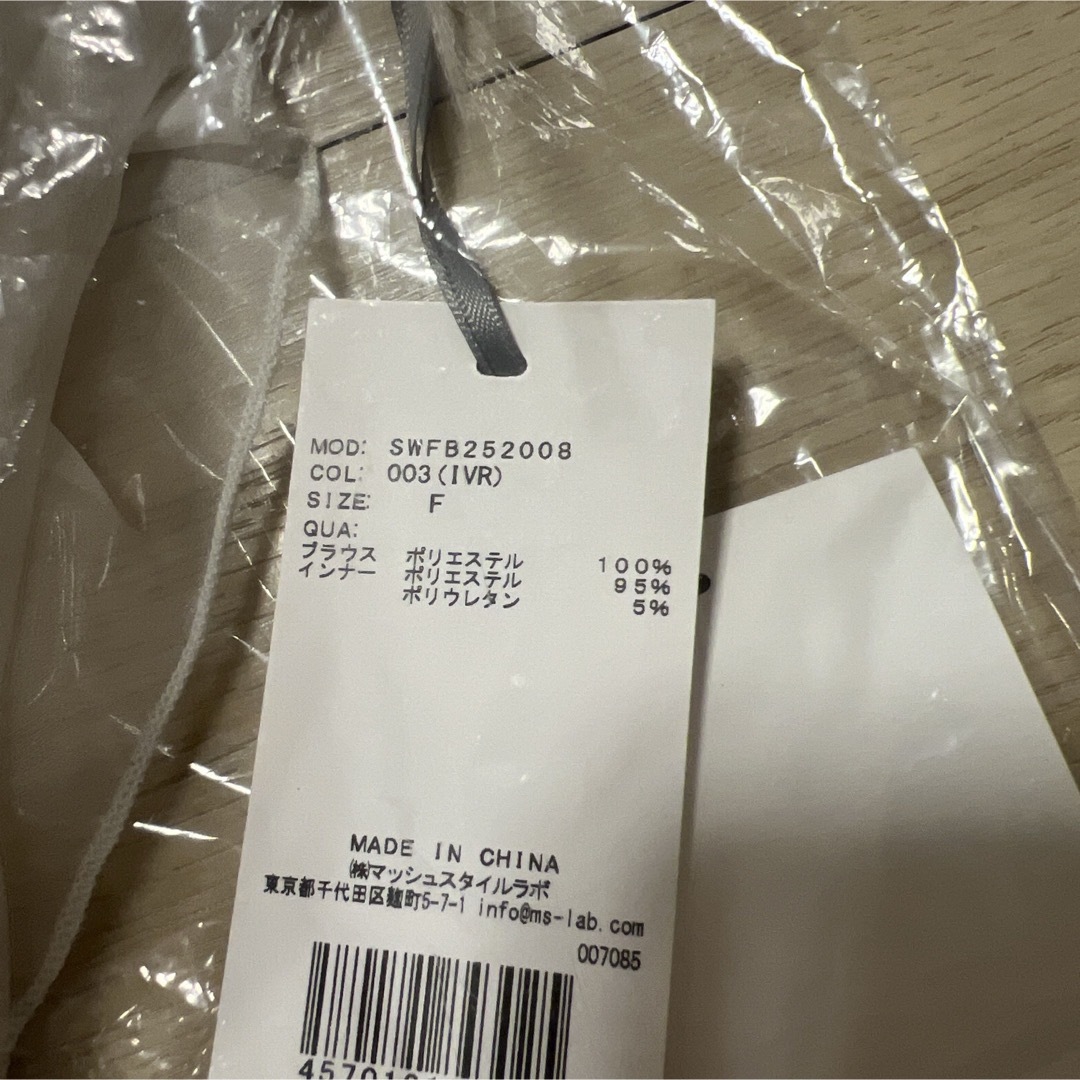 MOD: SWFB252008
COL: 003(IVR)
SIZE: F
QUA:
ブラウス ポリエステル 100%
インナー ポリエステル 95%
ポリウレタン 5%
MADE IN CHINA
㈱マッシュスタイルラボ
東京都千代田区麹町5-7-1 info@ms-lab.com
007085